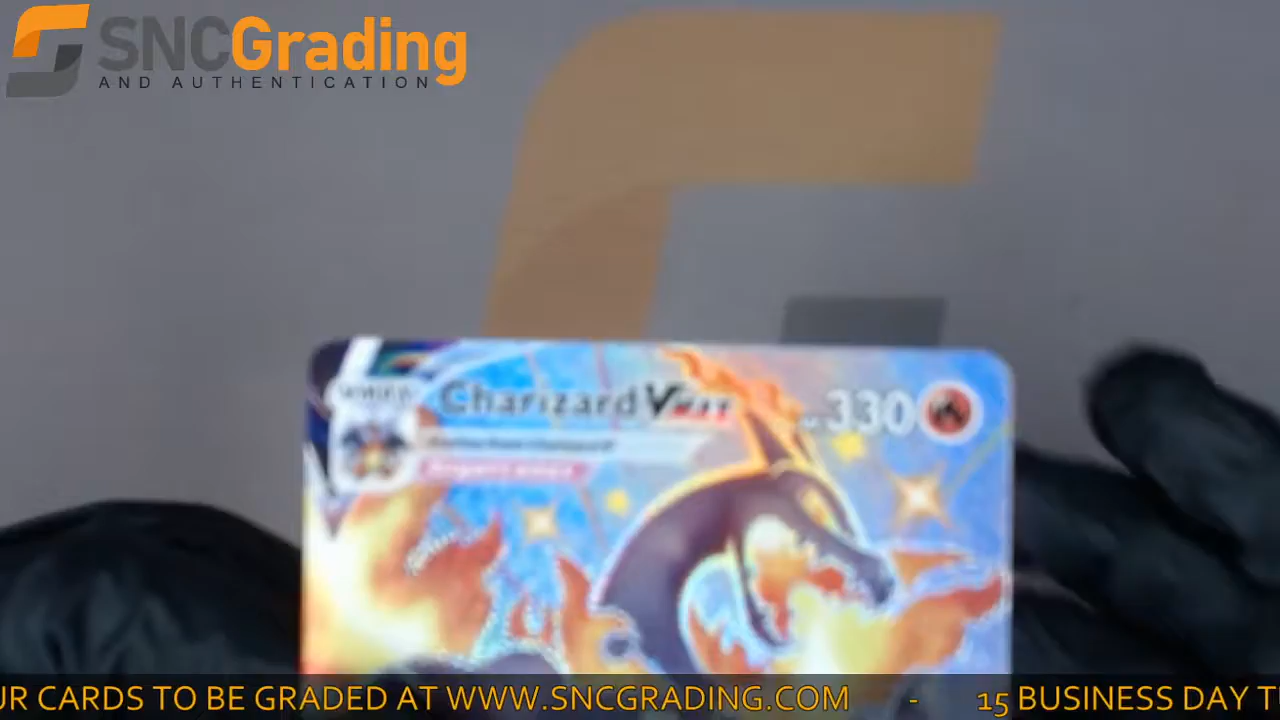 SNCGrading
AND AUTHENTICATION
Charizard VMAX
330
UR CARDS TO BE GRADED AT WWW.SNCGRADING.COM - 15 BUSINESS DAY T